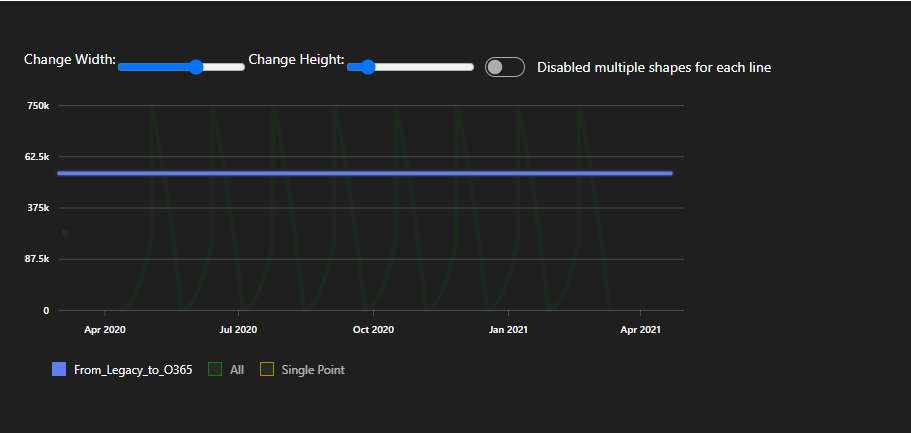 Change Width:
Change Height:
Disabled multiple shapes for each line
750k
62.5k
375k
87.5k
0
Apr 2020
Jul 2020
Oct 2020
Jan 2021
Apr 2021
From_Legacy_to_O365
All
Single Point